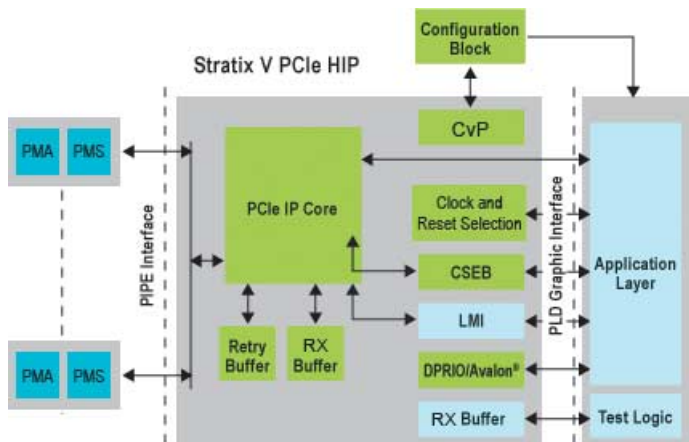 Configuration
Block
Stratix V PCIe HIP
CvP
PMA
PMS
PCIe IP Core
Clock and
Reset Selection
PIPE Interface
PLD Graphic Interface
CSEB
Application
Layer
LMI
Retry
Buffer
RX
Buffer
PMA
PMS
DPRIO/Avalon®
RX Buffer
Test Logic